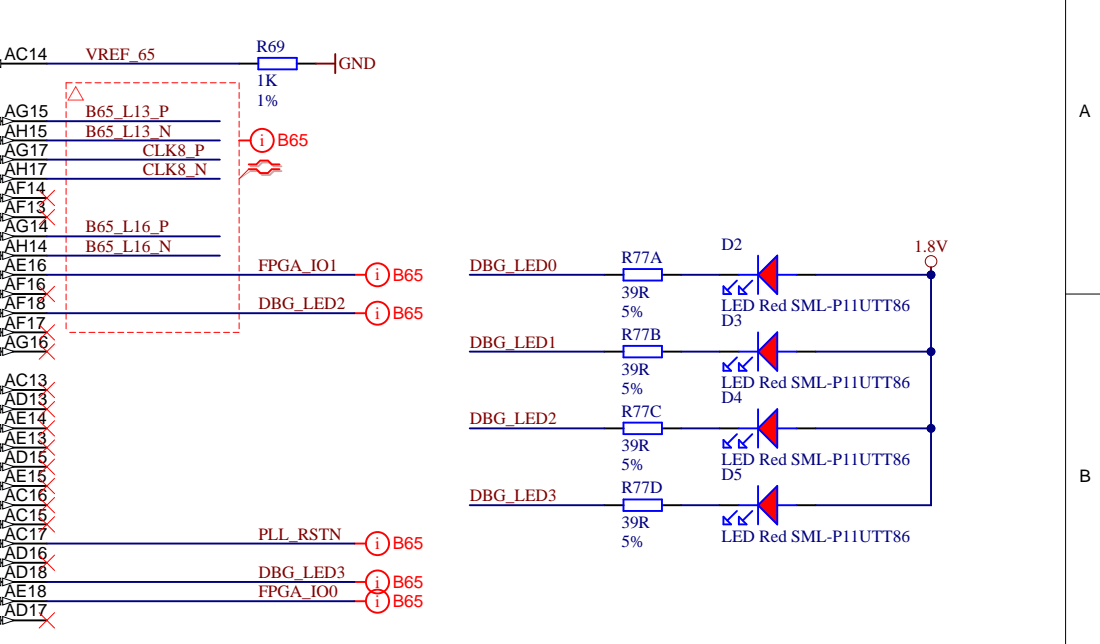 AC14 VREF_65 R69 GND
1K
1%
A
AG15 B65_L13_P
AH15 B65_L13_N i B65
AG17 CLK8_P
AH17 CLK8_N
AF14
AF13
AG14 B65_L16_P
AH14 B65_L16_N
AE16 FPGA_IO1 i B65
AF16
AF18 DBG_LED2 i B65
AF17
AG16
AC13
AD13
AE14
AE13
AD15
AE15
AC16
AC15
AC17 PLL_RSTN i B65
AD16
AD18 DBG_LED3 i B65
AE18 FPGA_IO0 i B65
AD17
1.8V
DBG_LED0 R77A D2
39R
5%
LED Red SML-P11UTT86
DBG_LED1 R77B D3
39R
5%
LED Red SML-P11UTT86
DBG_LED2 R77C D4
39R
5%
LED Red SML-P11UTT86
DBG_LED3 R77D D5
39R
5%
LED Red SML-P11UTT86
B